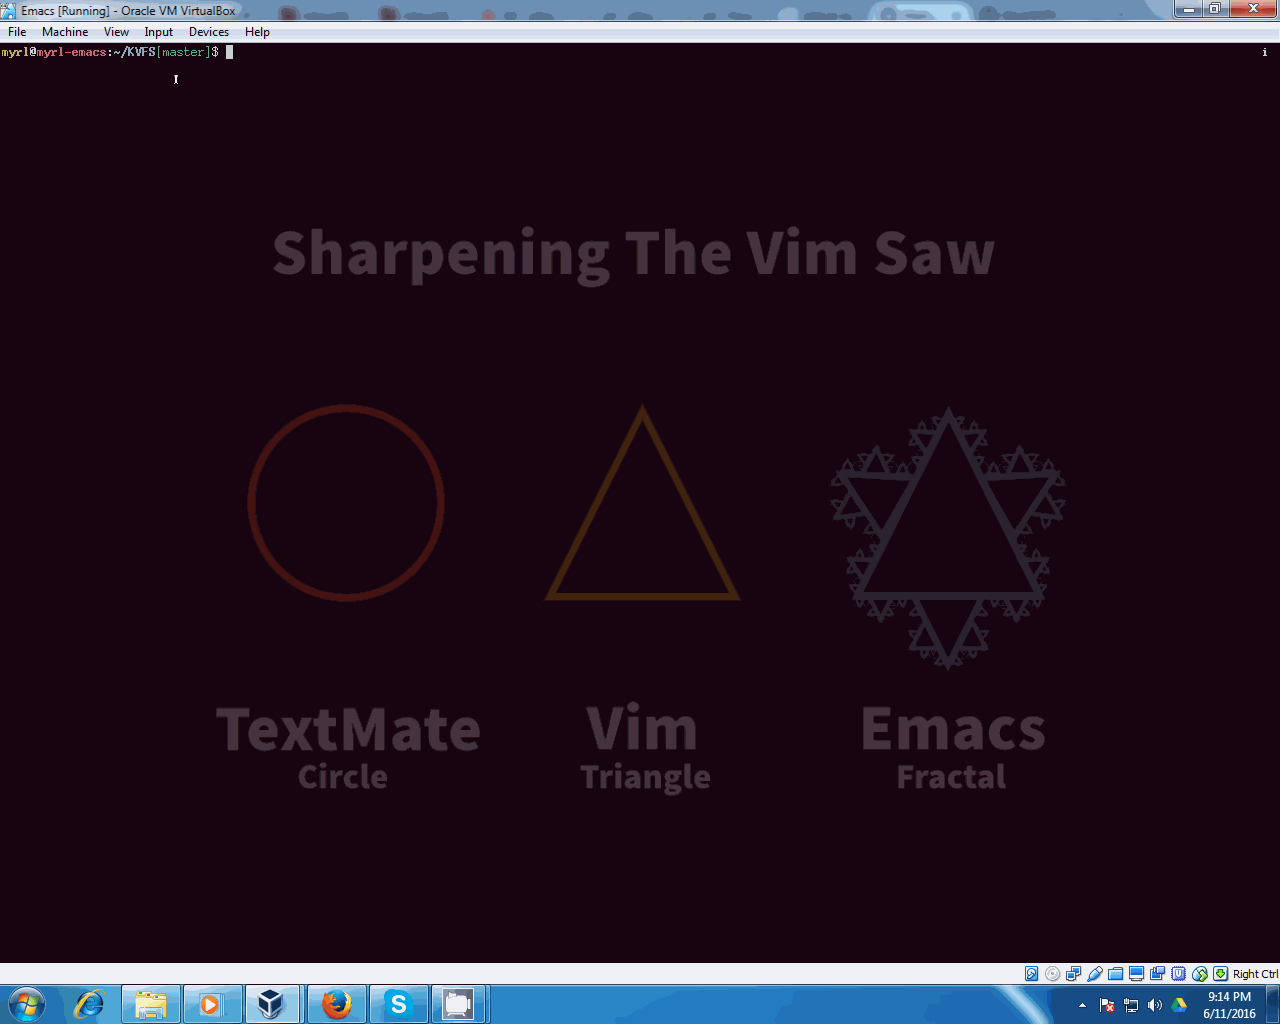 Emacs [Running] - Oracle VM VirtualBox
File Machine View Input Devices Help
myrl@myrl-emacs:~/KVFS[master]$ i
Sharpening The Vim Saw
TextMate Vim Emacs
Circle Triangle Fractal
Right Ctrl
9:14 PM
6/11/2016